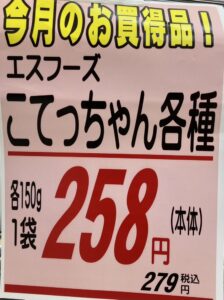 今月のお買得品！
エスフーズ
こてっちゃん各種
各150g
1袋
258円
(本体)
279税込円